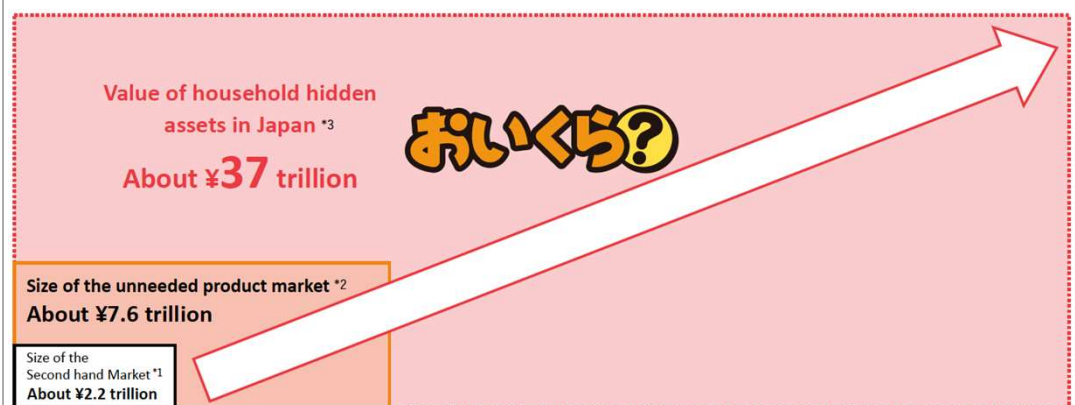 Value of household hidden
assets in Japan *3
About ¥37 trillion
おいくら?
Size of the unneeded product market *2
About ¥7.6 trillion
Size of the
Second hand Market *1
About ¥2.2 trillion